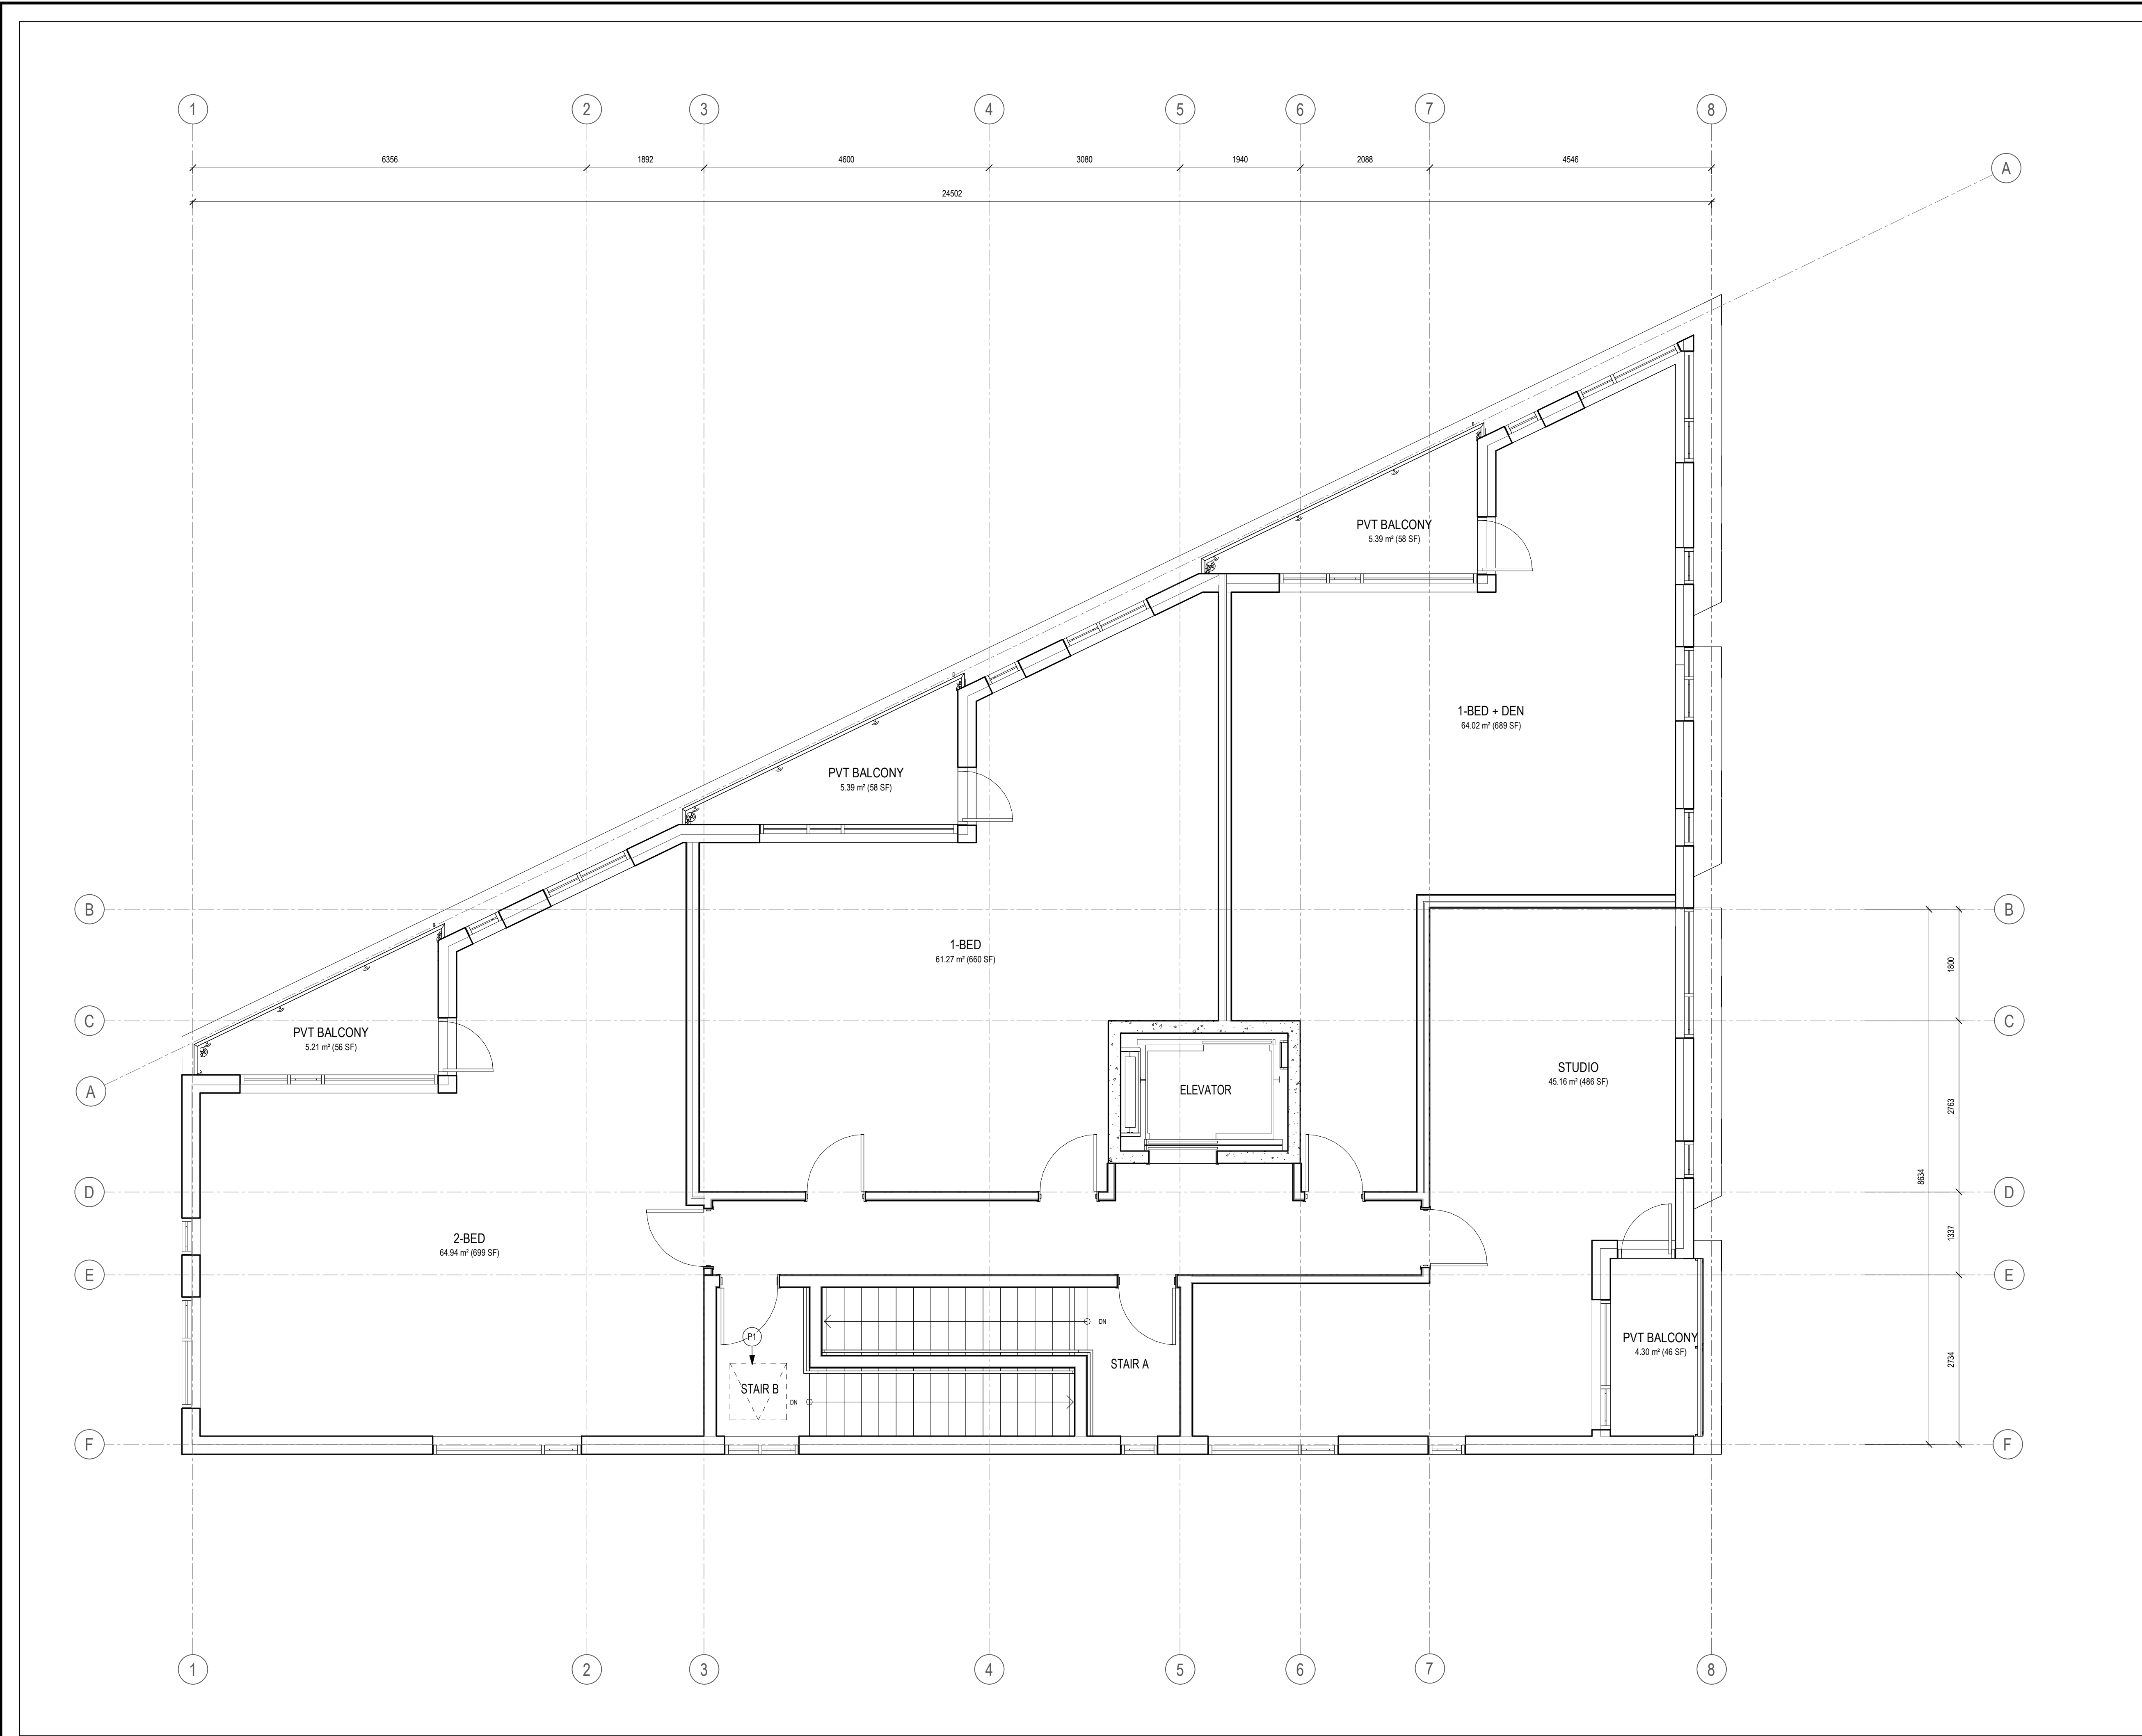 1
2
3
4
5
6
7
8
6356
1892
4600
3080
1940
2088
4546
A
24502
PVT BALCONY
5.39 m² (58 SF)
1-BED + DEN
64.02 m² (689 SF)
PVT BALCONY
5.39 m² (58 SF)
B
B
1-BED
61.27 m² (660 SF)
1800
C
C
PVT BALCONY
5.21 m² (56 SF)
STUDIO
45.16 m² (486 SF)
A
ELEVATOR
2763
8634
D
D
2-BED
64.94 m² (699 SF)
1337
E
E
P1
DN
PVT BALCONY
4.30 m² (46 SF)
STAIR A
2734
STAIR B
DN
F
F
1
2
3
4
5
6
7
8